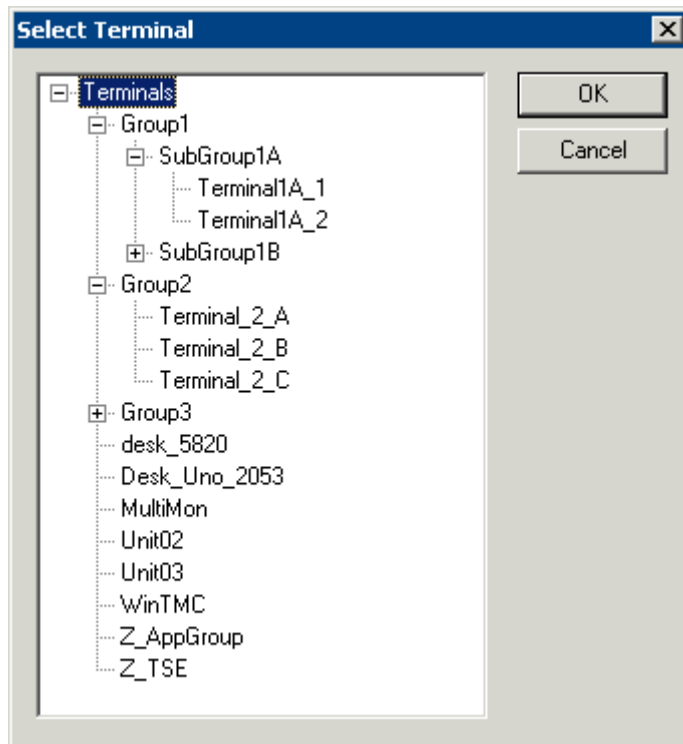 Select Terminal
Terminals
OK
Group1
Cancel
SubGroup1A
Terminal1A_1
Terminal1A_2
SubGroup1B
Group2
Terminal_2_A
Terminal_2_B
Terminal_2_C
Group3
desk_5820
Desk_Uno_2053
MultiMon
Unit02
Unit03
WinTMC
Z_AppGroup
Z_TSE